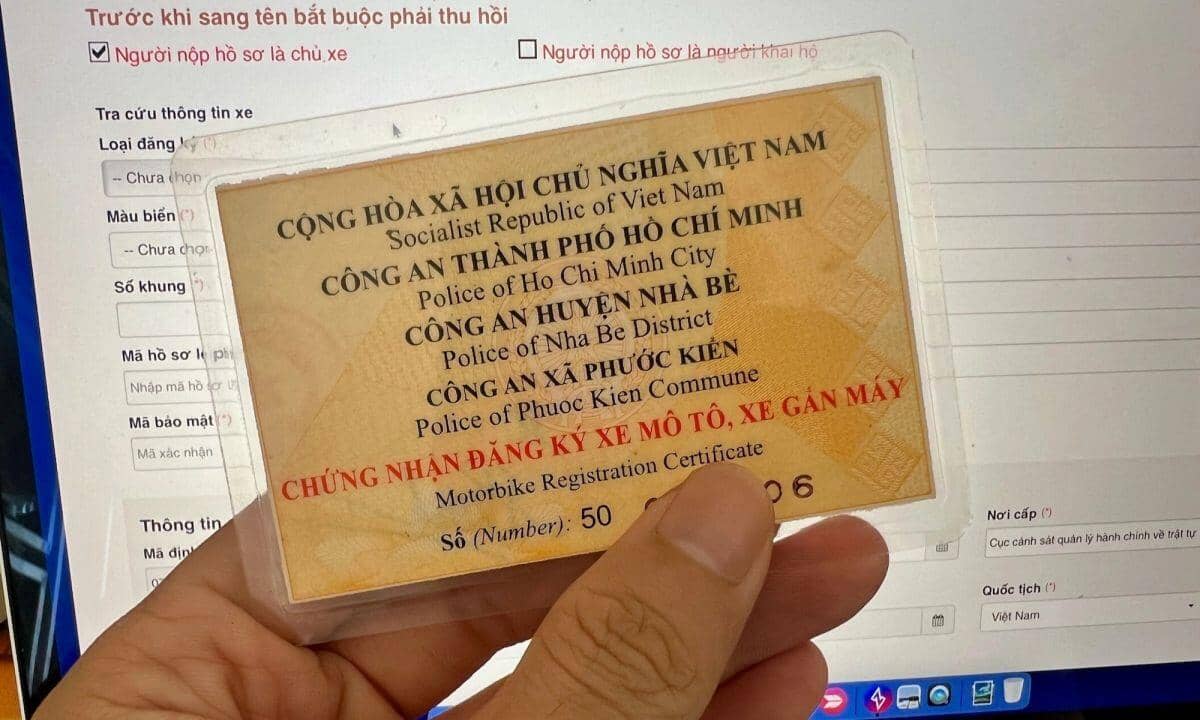 Trước khi sang tên bắt buộc phải thu hồi
Người nộp hồ sơ là chủ xe
Người nộp hồ sơ là người khai hộ
Tra cứu thông tin xe
Loại đăng ký (*)
-- Chưa chọn
Màu biển (*)
-- Chưa chọn
Số khung (*)
Mã hồ sơ lệ phí
Nhập mã hồ sơ
Mã bảo mật (*)
Mã xác nhận
CỘNG HÒA XÃ HỘI CHỦ NGHĨA VIỆT NAM
Socialist Republic of Viet Nam
CÔNG AN THÀNH PHỐ HỒ CHÍ MINH
Police of Ho Chi Minh City
CÔNG AN HUYỆN NHÀ BÈ
Police of Nha Be District
CÔNG AN XÃ PHƯỚC KIỂN
Police of Phuoc Kien Commune
CHỨNG NHẬN ĐĂNG KÝ XE MÔ TÔ, XE GẮN MÁY
Motorbike Registration Certificate
Số (Number): 50 06
Thông tin
Mã
Nơi cấp (*)
Cục cảnh sát quản lý hành chính về trật tự
Quốc tịch (*)
Việt Nam